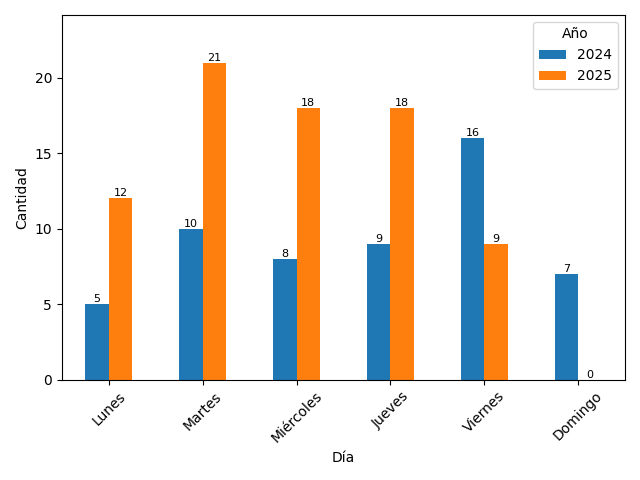 Año
2024
2025
Cantidad
20
15
10
5
0
5
12
10
21
8
18
9
18
16
9
7
0
Lunes
Martes
Miércoles
Jueves
Viernes
Domingo
Día